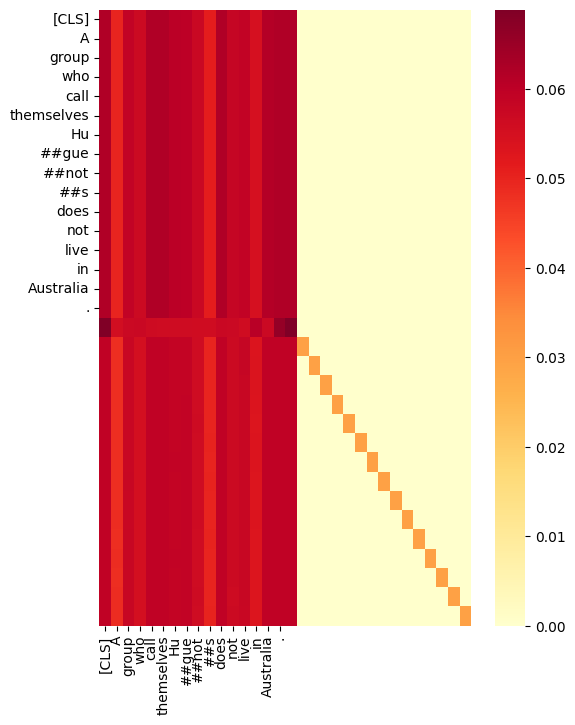 [CLS]
A
group
who
call
themselves
Hu
##gue
##not
##s
does
not
live
in
Australia
.
[CLS]
A
group
who
call
themselves
Hu
##gue
##not
##s
does
not
live
in
Australia
.
0.06
0.05
0.04
0.03
0.02
0.01
0.00